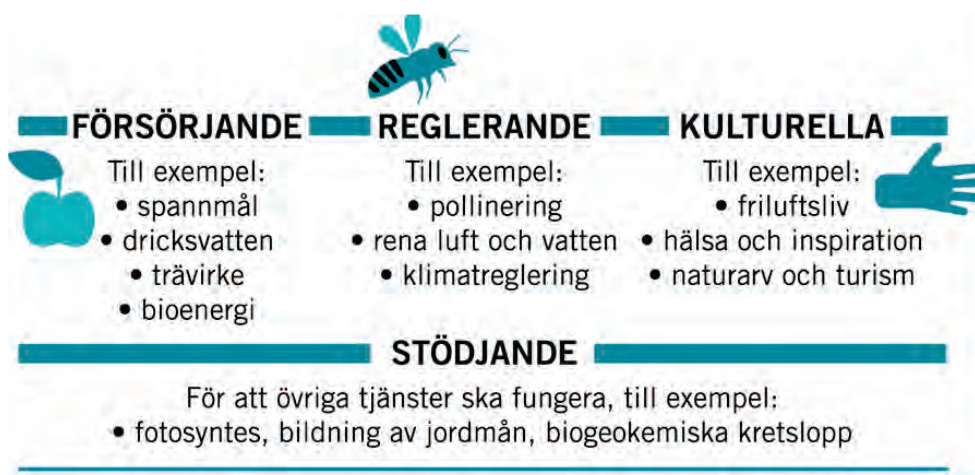 FÖRSÖRJANDE
Till exempel:
• spannmål
• dricksvatten
• trävirke
• bioenergi
REGLERANDE
Till exempel:
• pollinering
• rena luft och vatten
• klimatreglering
KULTURELLA
Till exempel:
• friluftsliv
• hälsa och inspiration
• naturarv och turism
STÖDJANDE
För att övriga tjänster ska fungera, till exempel:
• fotosyntes, bildning av jordmån, biogeokemiska kretslopp